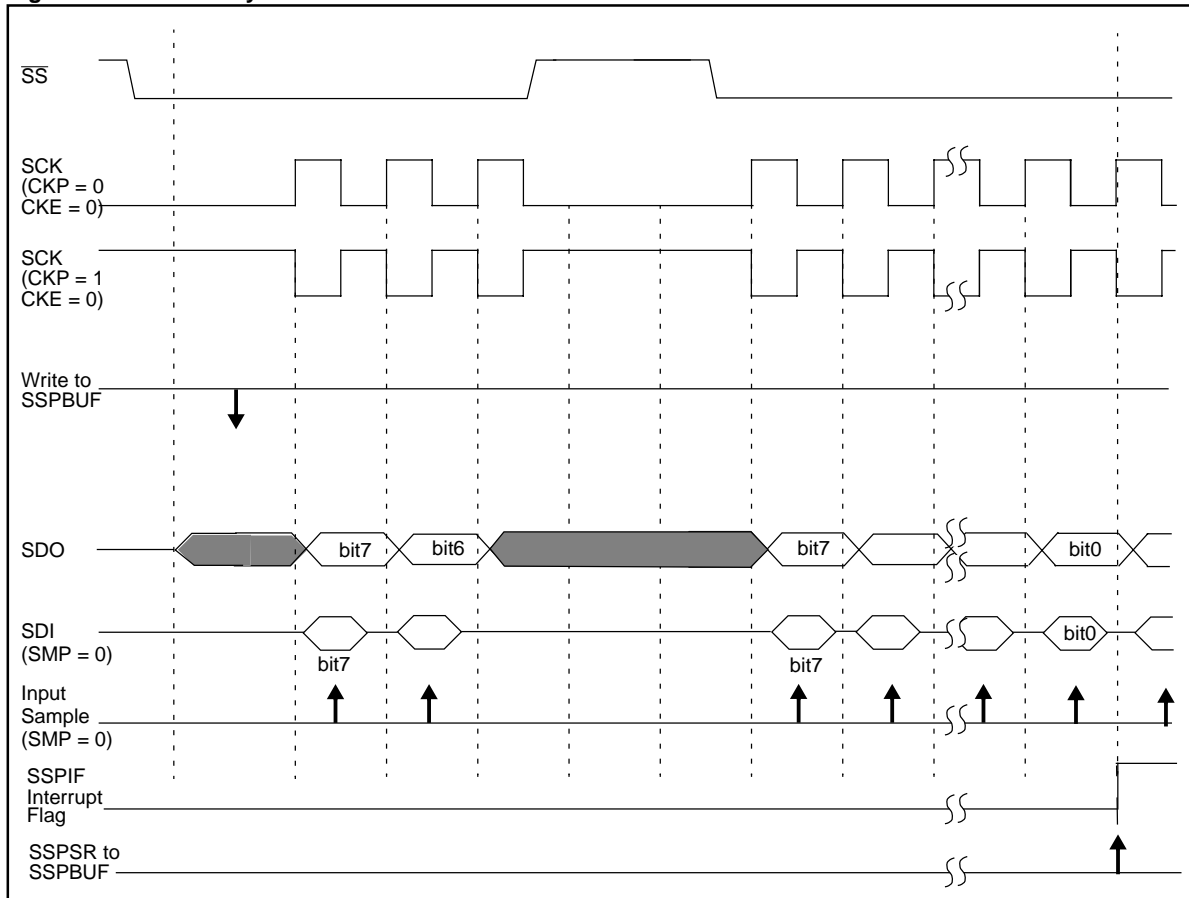 SS
SCK
(CKP = 0
CKE = 0)
SCK
(CKP = 1
CKE = 0)
Write to
SSPBUF
SDO
bit7
bit6
bit7
bit0
SDI
(SMP = 0)
bit7
bit7
bit0
Input
Sample
(SMP = 0)
SSPIF
Interrupt
Flag
SSPSR to
SSPBUF